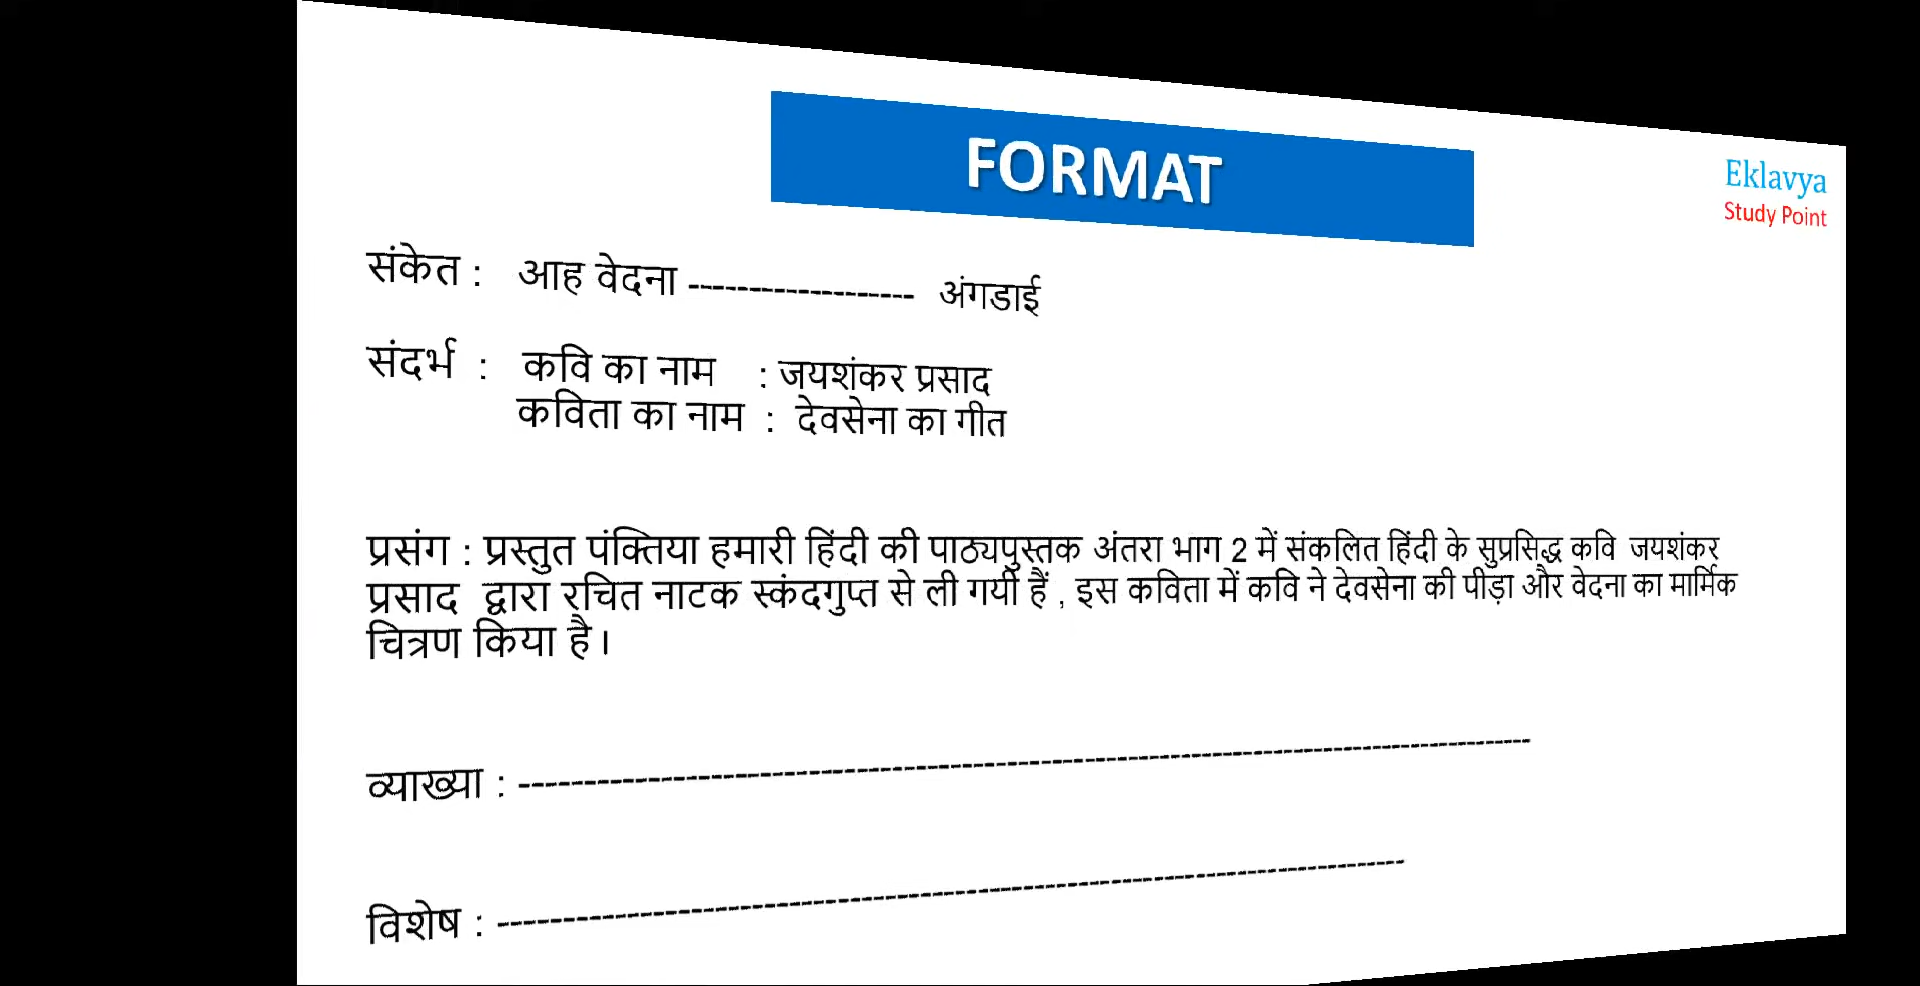 FORMAT
Eklavya
Study Point
संकेत : आह वेदना ------------------- अंगडाई
संदर्भ : कवि का नाम : जयशंकर प्रसाद
कविता का नाम : देवसेना का गीत
प्रसंग : प्रस्तुत पंक्तिया हमारी हिंदी की पाठ्यपुस्तक अंतरा भाग 2 में संकलित हिंदी के सुप्रसिद्ध कवि जयशंकर
प्रसाद द्वारा रचित नाटक स्कंदगुप्त से ली गयी हैं , इस कविता में कवि ने देवसेना की पीड़ा और वेदना का मार्मिक
चित्रण किया है।
व्याख्या : --------------------------------------------------------------------------------
विशेष : ------------------------------------------------------------------------